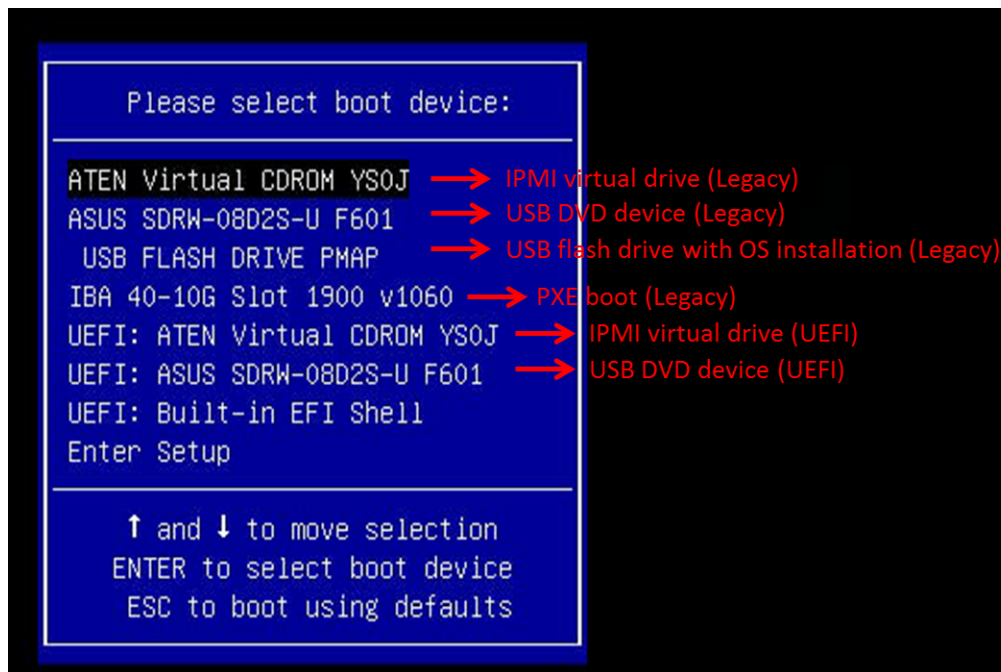 Please select boot device:
ATEN Virtual CDROM YS0J → IPMI virtual drive (Legacy)
ASUS SDRW-08D2S-U F601 → USB DVD device (Legacy)
USB FLASH DRIVE PMAP → USB flash drive with OS installation (Legacy)
IBA 40-10G Slot 1900 v1060 → PXE boot (Legacy)
UEFI: ATEN Virtual CDROM YS0J → IPMI virtual drive (UEFI)
UEFI: ASUS SDRW-08D2S-U F601 → USB DVD device (UEFI)
UEFI: Built-in EFI Shell
Enter Setup
↑ and ↓ to move selection
ENTER to select boot device
ESC to boot using defaults